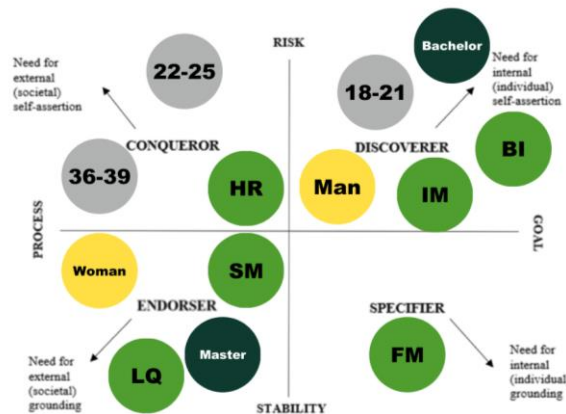 RISK
Bachelor
Need for
external
(societal)
self-assertion
22-25
18-21
Need for
internal
(individual)
self-assertion
CONQUEROR
DISCOVERER
BI
36-39
HR
Man
IM
PROCESS
GOAL
Woman
SM
ENDORSER
SPECIFIER
Need for
external
(societal)
grounding
LQ
Master
FM
Need for
internal
(individual)
grounding
STABILITY